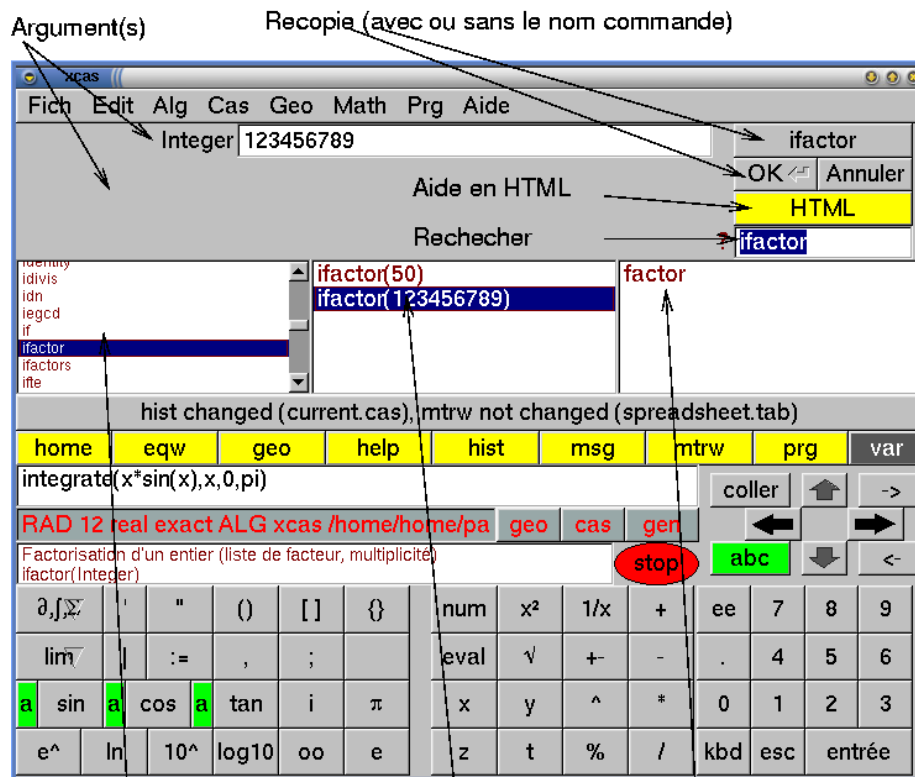 Argument(s)
Recopie (avec ou sans le nom commande)
xcas
Fich Edit Alg Cas Geo Math Prg Aide
Integer 123456789 ifactor
OK Annuler
Aide en HTML HTML
Rechecher ? ifactor
identity
idivis
idn
iegcd
if
ifactor
ifactors
ifte
ifactor(50)
ifactor(123456789)
factor
hist changed (current.cas), mtrw not changed (spreadsheet.tab)
home eqw geo help hist msg mtrw prg var
integrate(x*sin(x),x,0,pi)
coller ->
RAD 12 real exact ALG xcas /home/home/pa geo cas gen
Factorisation d'un entier (liste de facteur, multiplicité)
ifactor(Integer)
stop abc <-
∂,∫,Σ ' " () [ ] {} num x² 1/x + ee 7 8 9
lim | := , ; eval √ +- - . 4 5 6
a sin a cos a tan i π x y ^ * 0 1 2 3
e^ ln 10^ log10 oo e z t % / kbd esc entrée